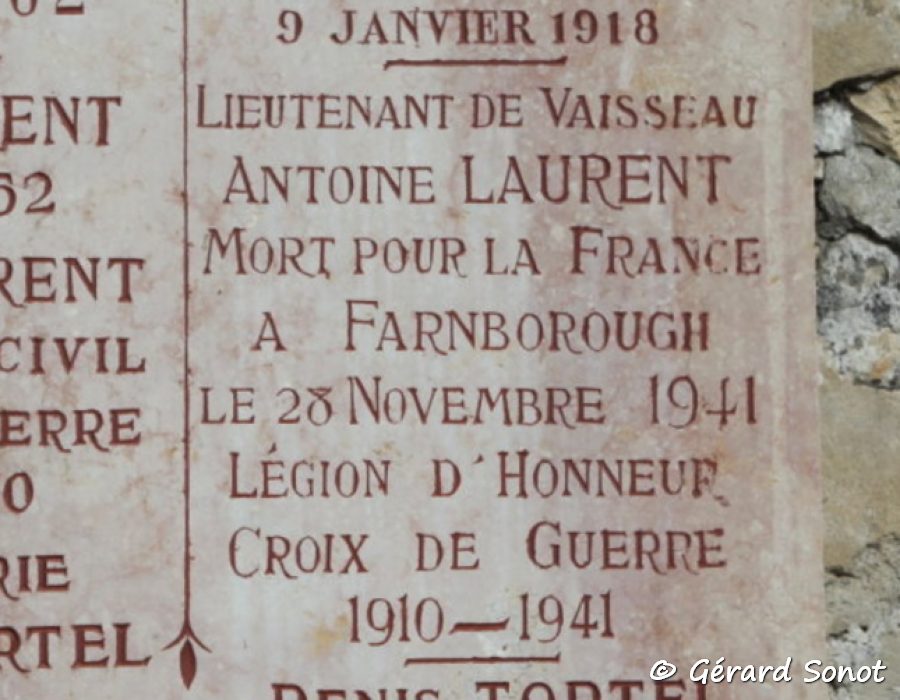 9 JANVIER 1918
LIEUTENANT DE VAISSEAU
ANTOINE LAURENT
MORT POUR LA FRANCE
A FARNBOROUGH
LE 28 NOVEMBRE 1941
LÉGION D'HONNEUR
CROIX DE GUERRE
1910—1941
CIVIL
© Gérard Sonot